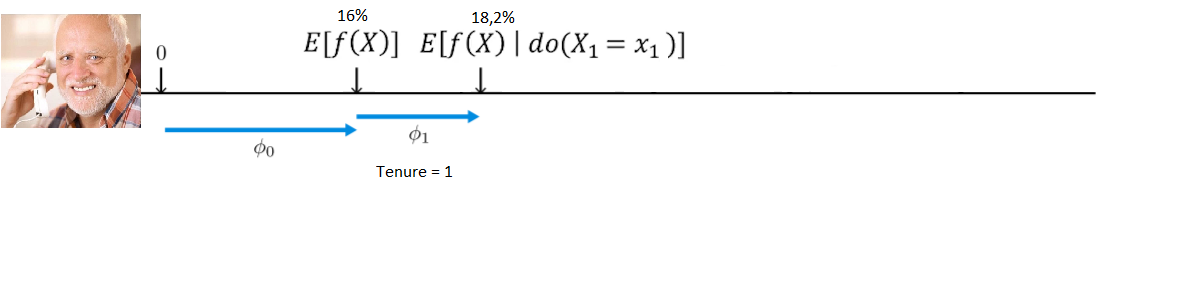 16% 18,2%
0 E[f(X)] E[f(X) | do(X₁ = x₁ )]
ϕ₀ ϕ₁
Tenure = 1